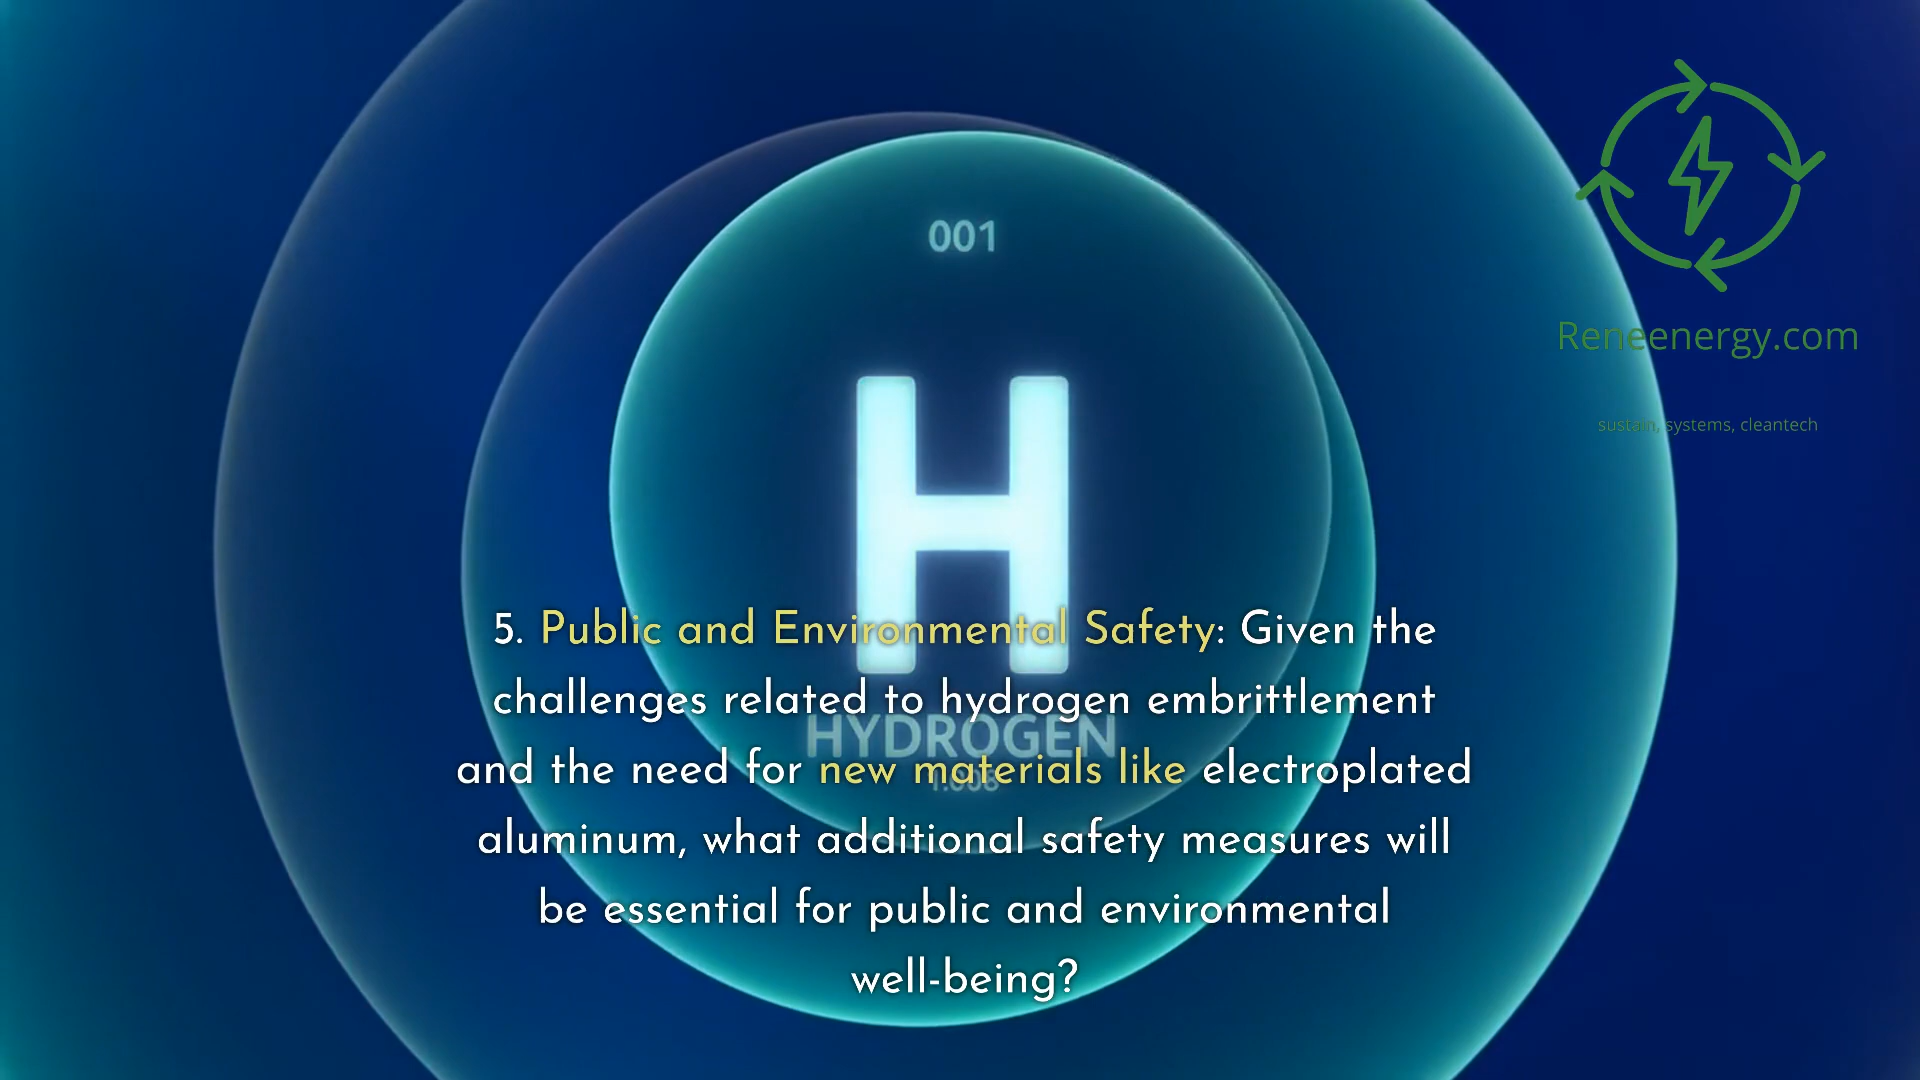 001
H
HYDROGEN
1.008
Reneenergy.com
sustain, systems, cleantech
5. Public and Environmental Safety: Given the
challenges related to hydrogen embrittlement
and the need for new materials like electroplated
aluminum, what additional safety measures will
be essential for public and environmental
well-being?